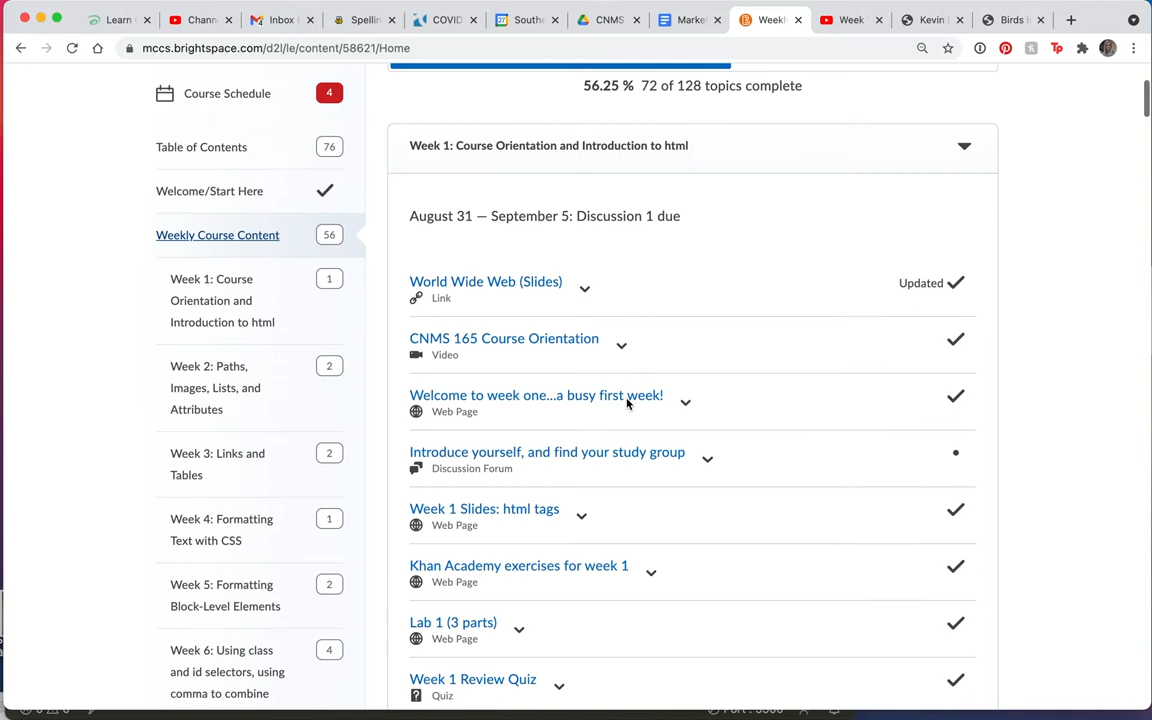 Learn
Chann
Inbox (
Spellin
COVID
Southe
CNMS
Marke
Weekly
Week
Kevin I
Birds i
mccs.brightspace.com/d2l/le/content/58621/Home
56.25 % 72 of 128 topics complete
Course Schedule 4
Table of Contents 76
Welcome/Start Here
Weekly Course Content 56
Week 1: Course
Orientation and
Introduction to html
1
Week 2: Paths,
Images, Lists, and
Attributes
2
Week 3: Links and
Tables
2
Week 4: Formatting
Text with CSS
1
Week 5: Formatting
Block-Level Elements
2
Week 6: Using class
and id selectors, using
comma to combine
4
Week 1: Course Orientation and Introduction to html
August 31 — September 5: Discussion 1 due
World Wide Web (Slides)
Link
Updated
CNMS 165 Course Orientation
Video
Welcome to week one...a busy first week!
Web Page
Introduce yourself, and find your study group
Discussion Forum
Week 1 Slides: html tags
Web Page
Khan Academy exercises for week 1
Web Page
Lab 1 (3 parts)
Web Page
Week 1 Review Quiz
Quiz